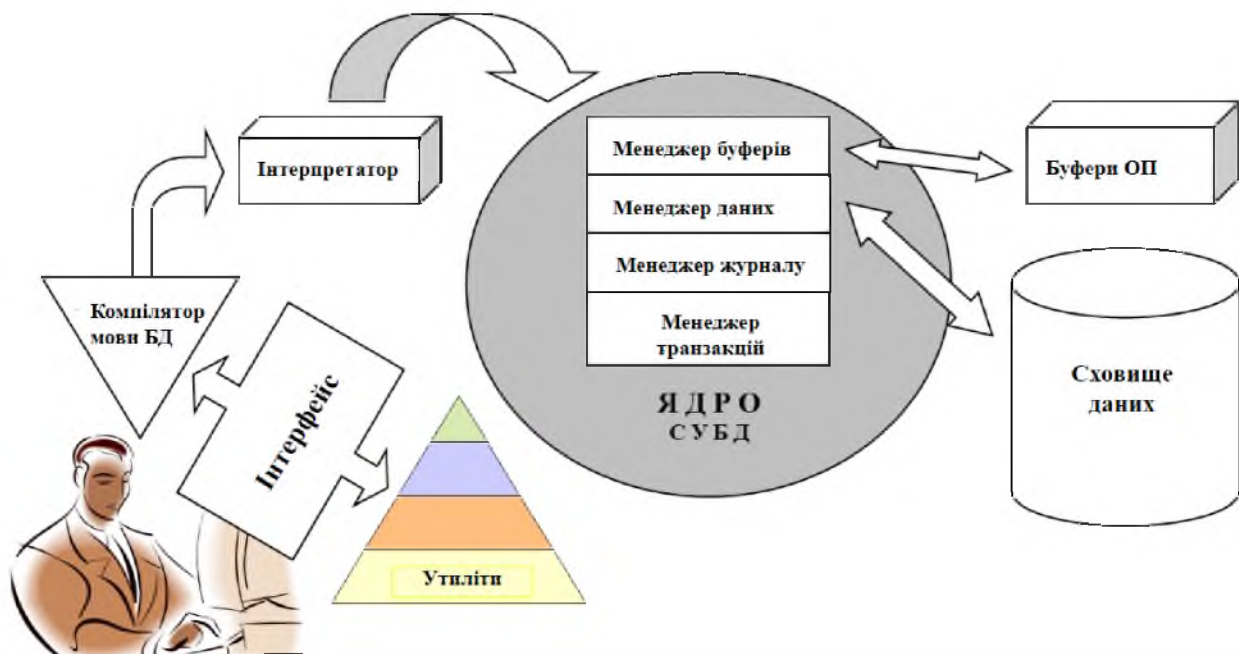 Інтерпретатор
Менеджер буферів
Буфери ОП
Менеджер даних
Менеджер журналу
Менеджер
транзакцій
Компілятор
мови БД
Інтерфейс
ЯДРО
СУБД
Сховище
даних
Утиліти